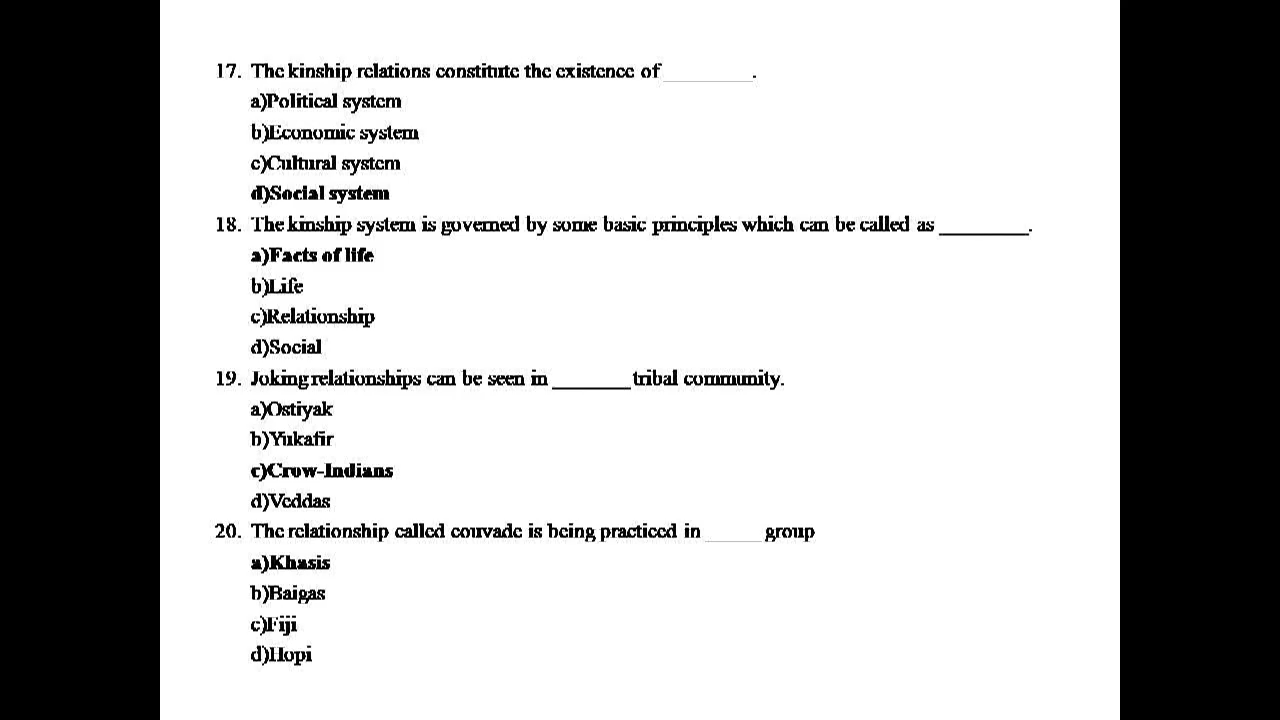 17. The kinship relations constitute the existence of ________.
a)Political system
b)Economic system
c)Cultural system
d)Social system
18. The kinship system is governed by some basic principles which can be called as ________.
a)Facts of life
b)Life
c)Relationship
d)Social
19. Joking relationships can be seen in _______ tribal community.
a)Ostiyak
b)Yukafir
c)Crow-Indians
d)Veddas
20. The relationship called couvade is being practiced in _____ group
a)Khasis
b)Baigas
c)Fiji
d)Hopi